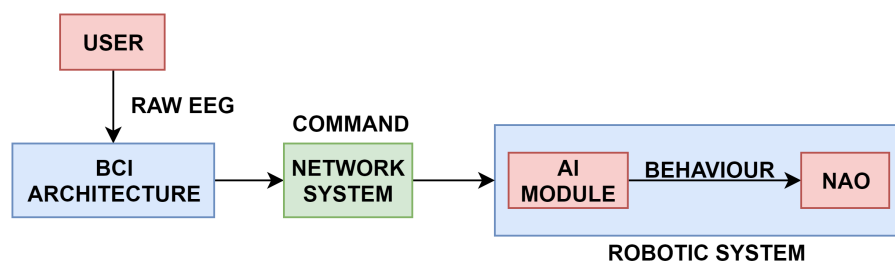 USER
RAW EEG
BCI
ARCHITECTURE
COMMAND
NETWORK
SYSTEM
AI
MODULE
BEHAVIOUR
NAO
ROBOTIC SYSTEM